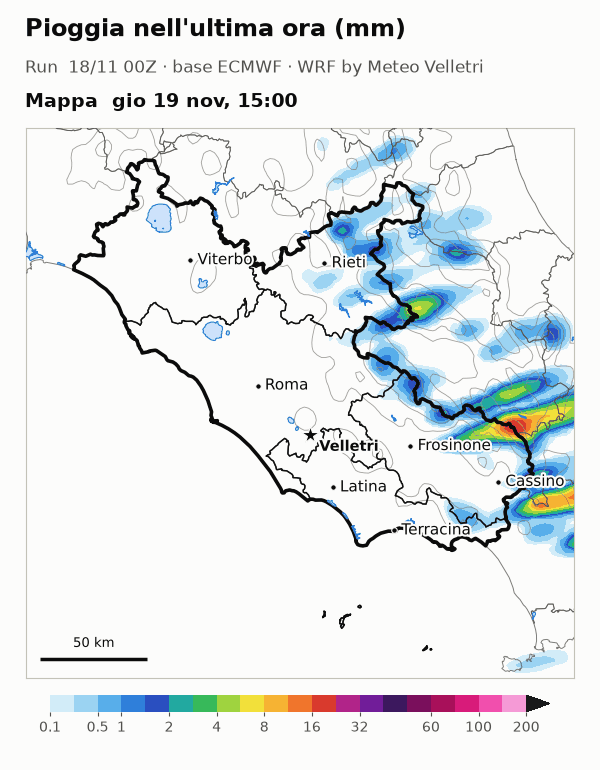 Pioggia nell'ultima ora (mm)
Run  18/11 00Z · base ECMWF · WRF by Meteo Velletri
Mappa  gio 19 nov, 15:00
Viterbo
Rieti
Roma
Velletri
Frosinone
Cassino
Latina
Terracina
50 km
0.1 0.5 1 2 4 8 16 32 60 100 200